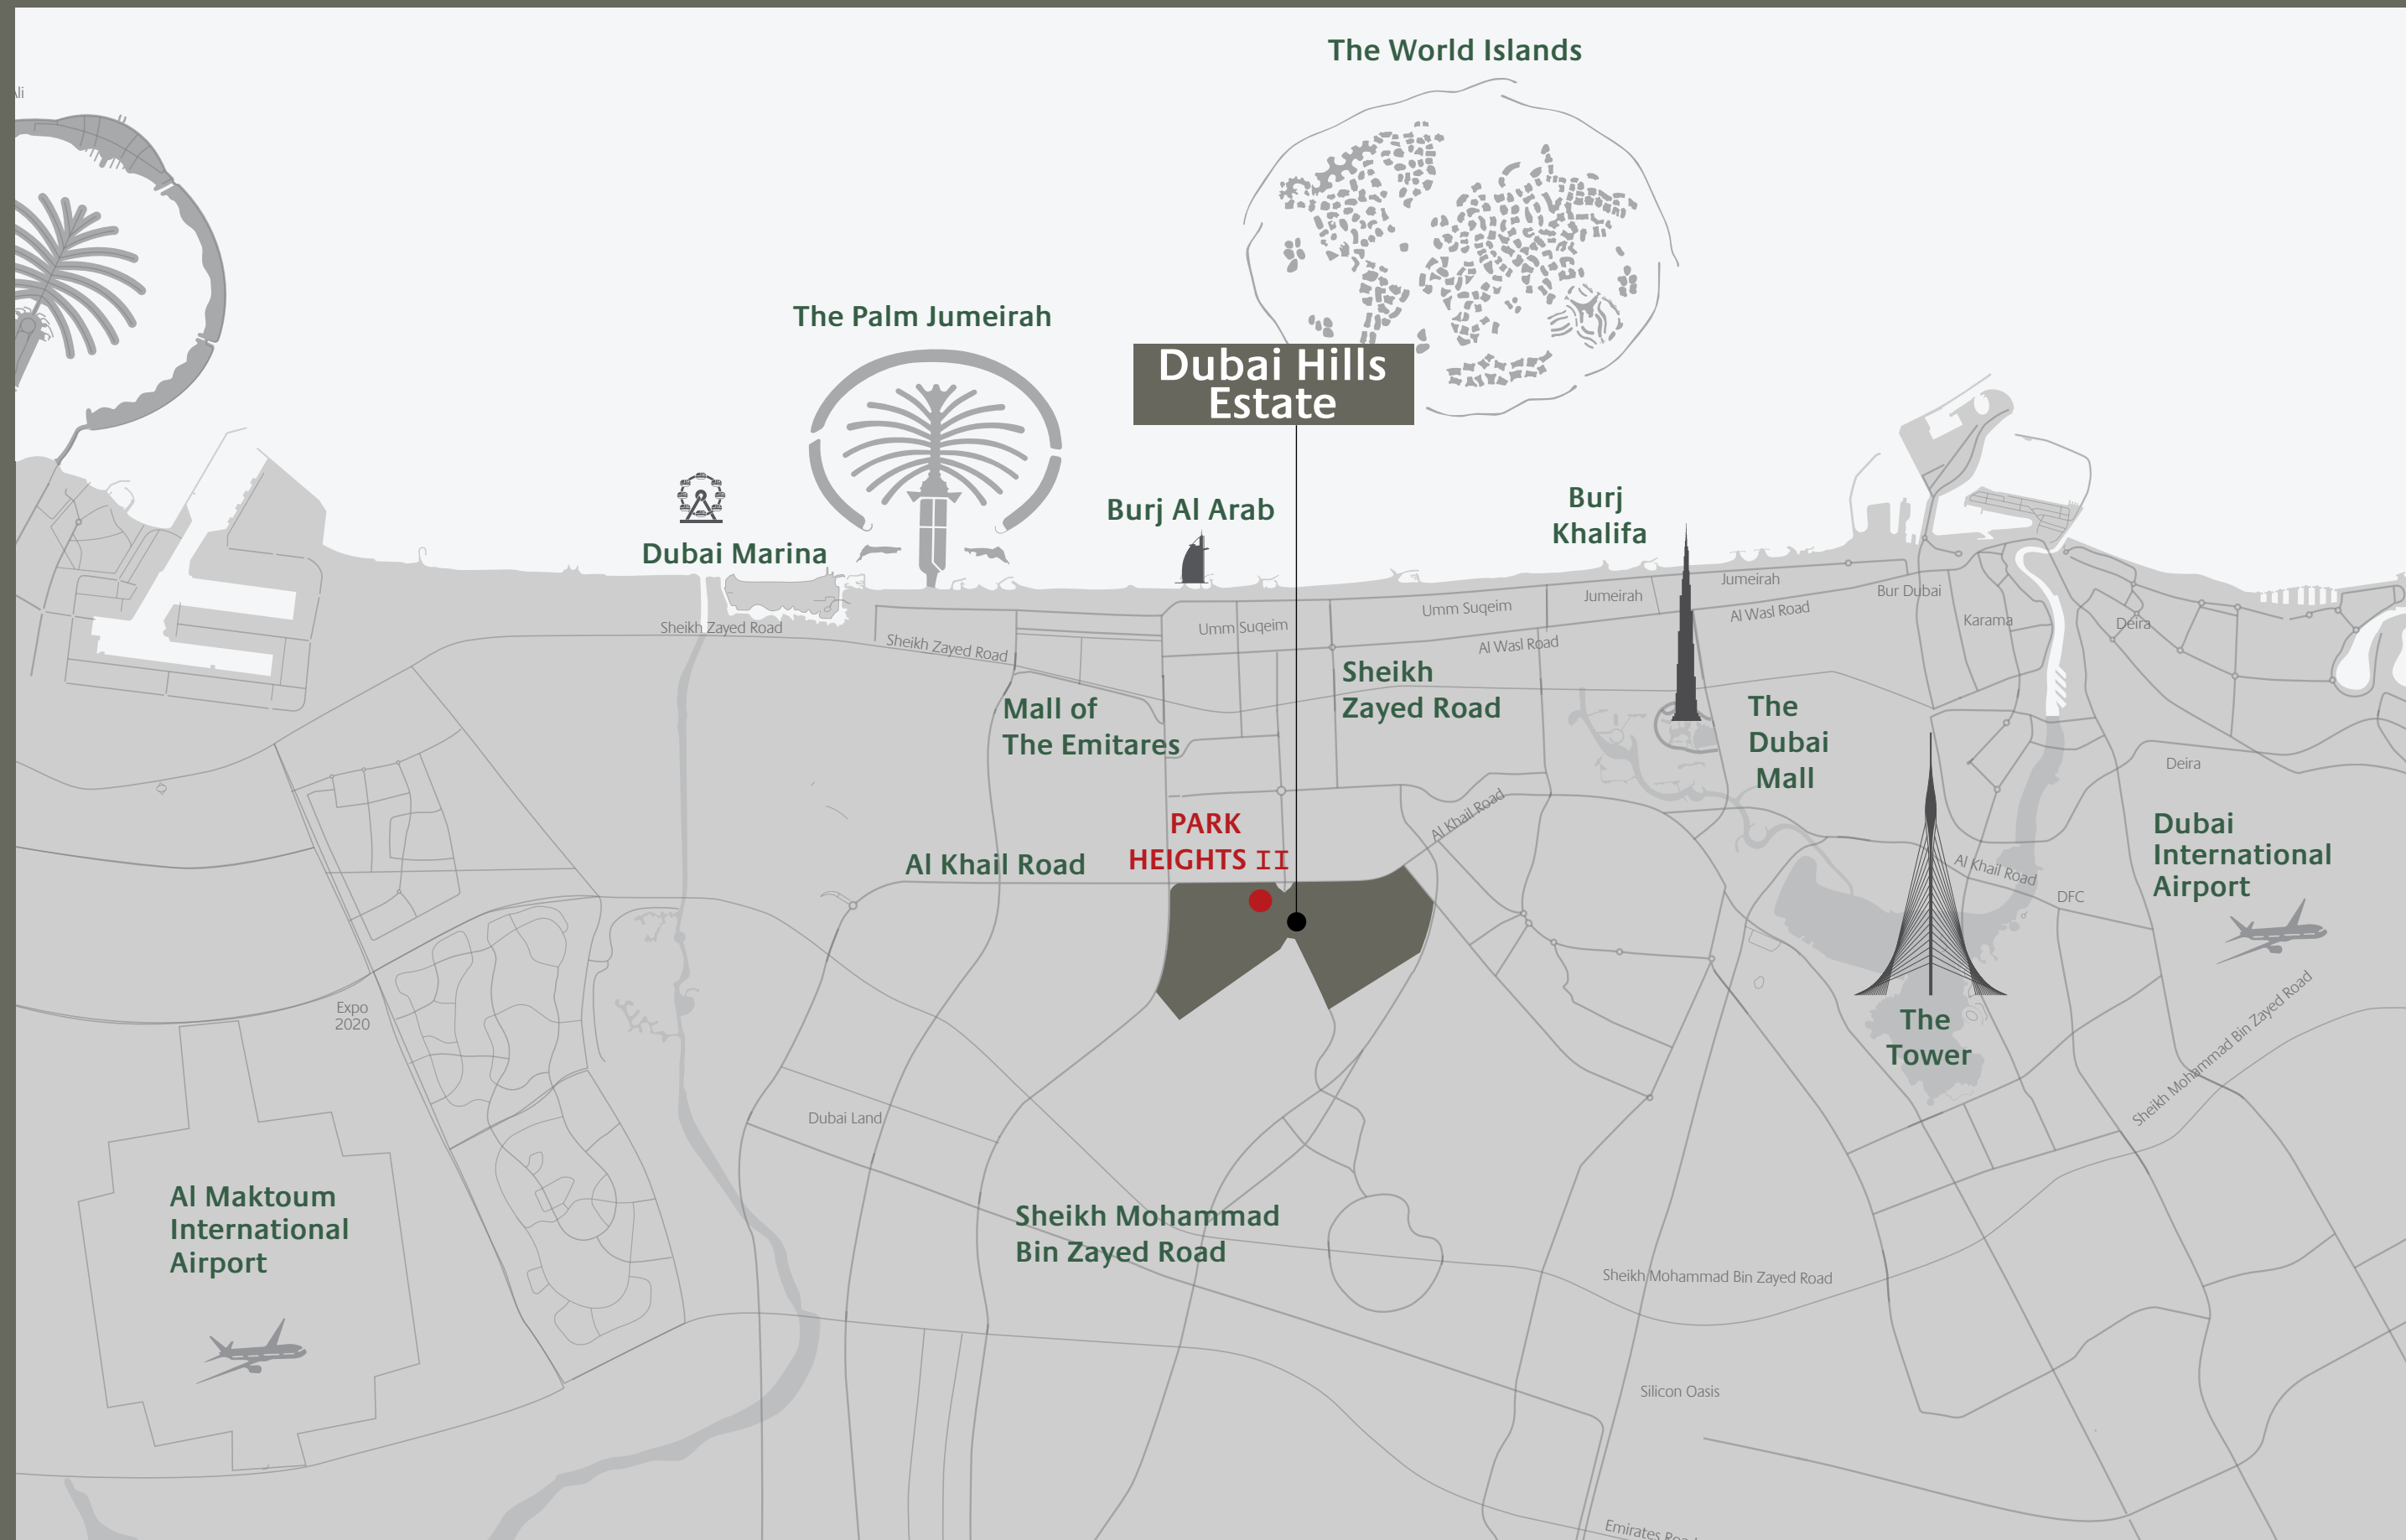 The World Islands
The Palm Jumeirah
Dubai Hills
Estate
Burj
Khalifa
Burj Al Arab
Dubai Marina
Jumeirah
Bur Dubai
Jumeirah
Umm Suqeim
Al Wasl Road
Karama
Deira
Umm Suqeim
Sheikh Zayed Road
Sheikh Zayed Road
Al Wasl Road
Sheikh
Zayed Road
Mall of
The Emitares
The
Dubai
Mall
Deira
Al Khail Road
PARK
HEIGHTS II
Al Khail Road
Dubai
International
Airport
Al Khail Road
DFC
Expo
2020
The
Tower
Sheikh Mohammad Bin Zayed Road
Dubai Land
Al Maktoum
International
Airport
Sheikh Mohammad
Bin Zayed Road
Sheikh Mohammad Bin Zayed Road
Silicon Oasis
Emirates Road